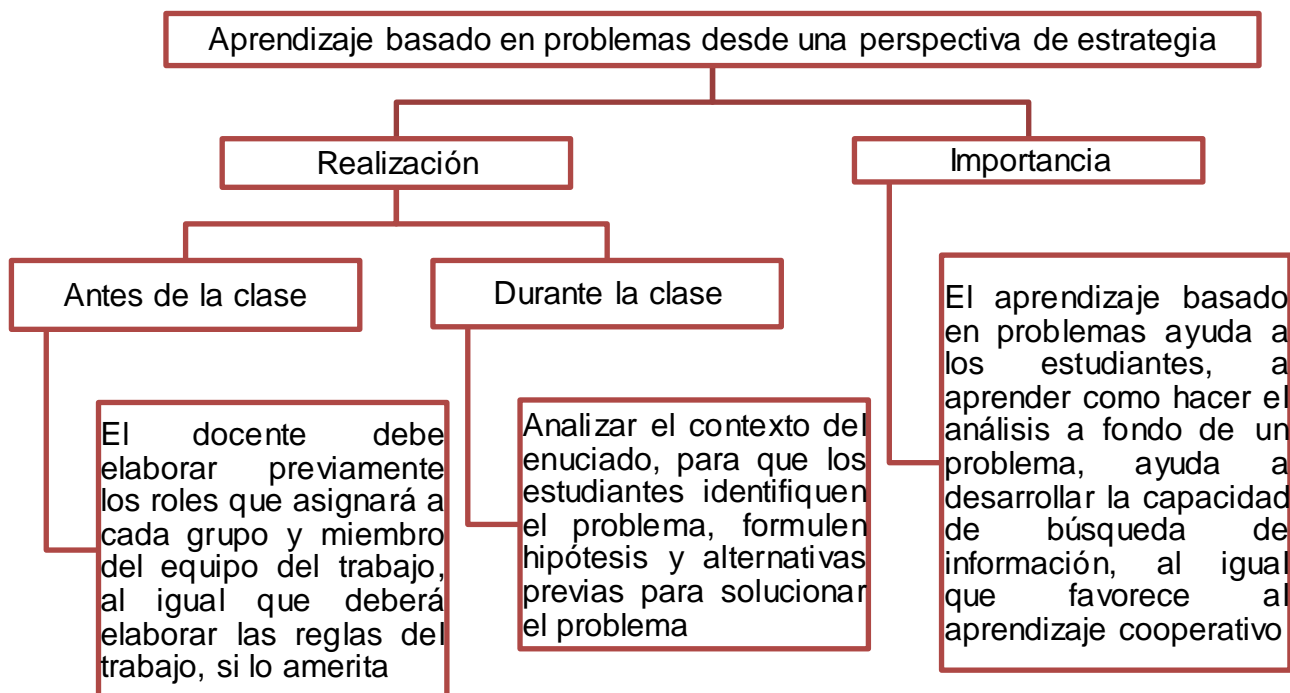 Aprendizaje basado en problemas desde una perspectiva de estrategia
Realización
Importancia
Antes de la clase
Durante la clase
El docente debe
elaborar previamente
los roles que asignará a
cada grupo y miembro
del equipo del trabajo,
al igual que deberá
elaborar las reglas del
trabajo, si lo amerita
Analizar el contexto del
enuciado, para que los
estudiantes identifiquen
el problema, formulen
hipótesis y alternativas
previas para solucionar
el problema
El aprendizaje basado
en problemas ayuda a
los estudiantes, a
aprender como hacer el
análisis a fondo de un
problema, ayuda a
desarrollar la capacidad
de búsqueda de
información, al igual
que favorece al
aprendizaje cooperativo